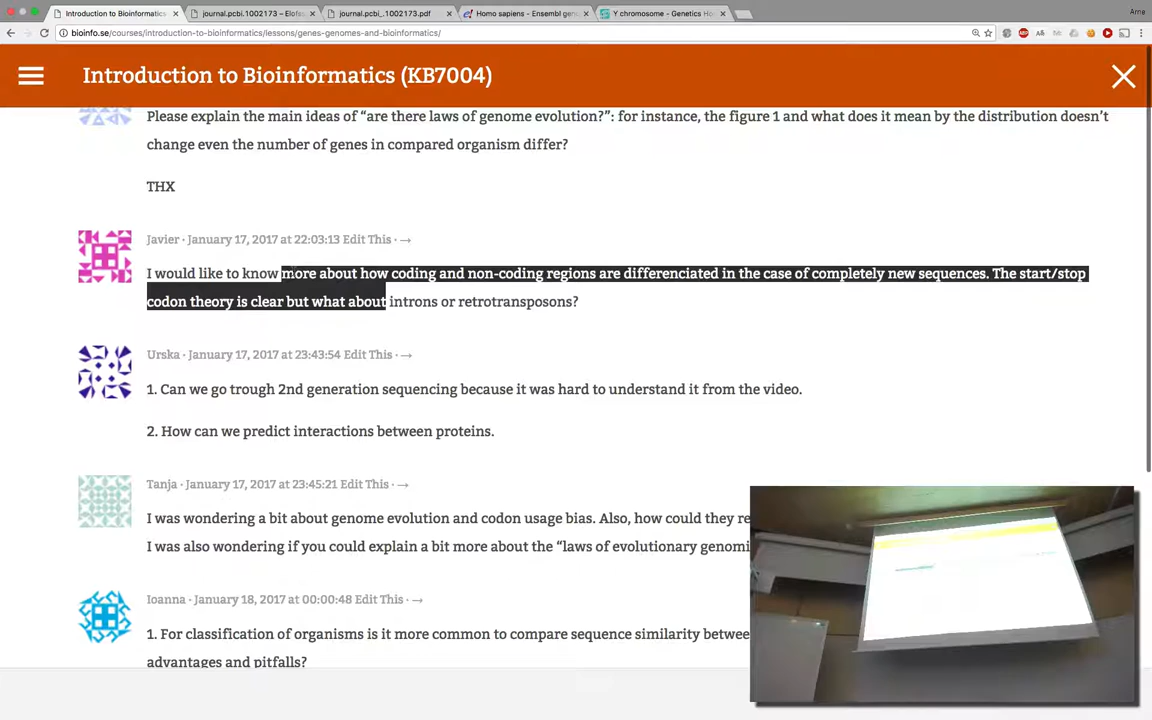 Introduction to Bioinformatics
journal.pcbi.1002173 – Elofs
journal.pcbi_.1002173.pdf
Homo sapiens - Ensembl gen
Y chromosome - Genetics Ho
Arne
bioinfo.se/courses/introduction-to-bioinformatics/lessons/genes-genomes-and-bioinformatics/
Introduction to Bioinformatics (KB7004)
Please explain the main ideas of “are there laws of genome evolution?”: for instance, the figure 1 and what does it mean by the distribution doesn’t
change even the number of genes in compared organism differ?
THX
Javier · January 17, 2017 at 22:03:13 Edit This · →
I would like to know more about how coding and non-coding regions are differenciated in the case of completely new sequences. The start/stop
codon theory is clear but what about introns or retrotransposons?
Urska · January 17, 2017 at 23:43:54 Edit This · →
1. Can we go trough 2nd generation sequencing because it was hard to understand it from the video.
2. How can we predict interactions between proteins.
Tanja · January 17, 2017 at 23:45:21 Edit This · →
I was wondering a bit about genome evolution and codon usage bias. Also, how could they re
I was also wondering if you could explain a bit more about the “laws of evolutionary genomi
Ioanna · January 18, 2017 at 00:00:48 Edit This · →
1. For classification of organisms is it more common to compare sequence similarity betwee
advantages and pitfalls?